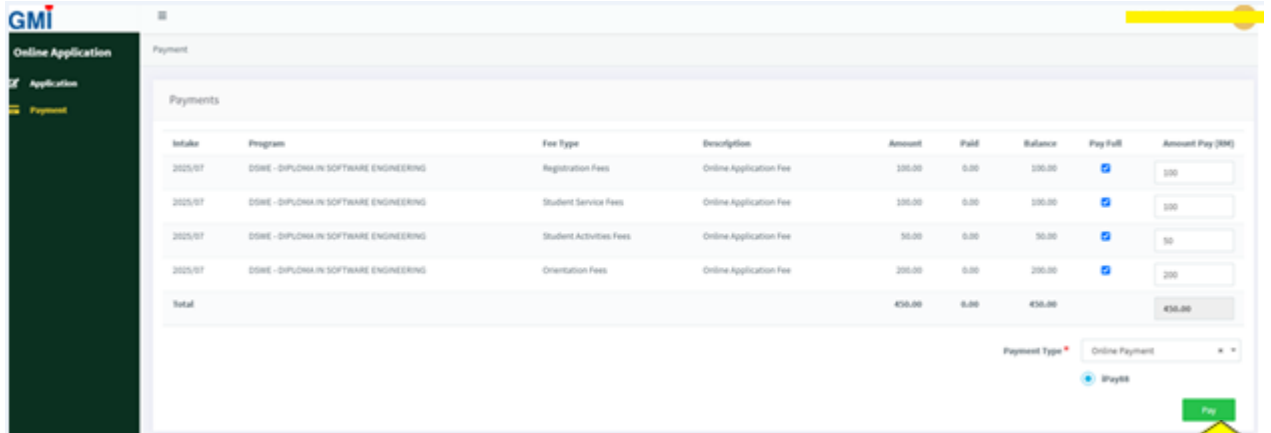 GMI
Online Application
Payment
Application
Payment
Payments
Intake Program Fee Type Description Amount Paid Balance Pay Full Amount Pay (RM)
2025/07 DSWE - DIPLOMA IN SOFTWARE ENGINEERING Registration Fees Online Application Fee 100.00 0.00 100.00 100
2025/07 DSWE - DIPLOMA IN SOFTWARE ENGINEERING Student Service Fees Online Application Fee 100.00 0.00 100.00 100
2025/07 DSWE - DIPLOMA IN SOFTWARE ENGINEERING Student Activities Fees Online Application Fee 50.00 0.00 50.00 50
2025/07 DSWE - DIPLOMA IN SOFTWARE ENGINEERING Orientation Fees Online Application Fee 200.00 0.00 200.00 200
Total 450.00 0.00 450.00 450.00
Payment Type * Online Payment × 
iPay88
Pay